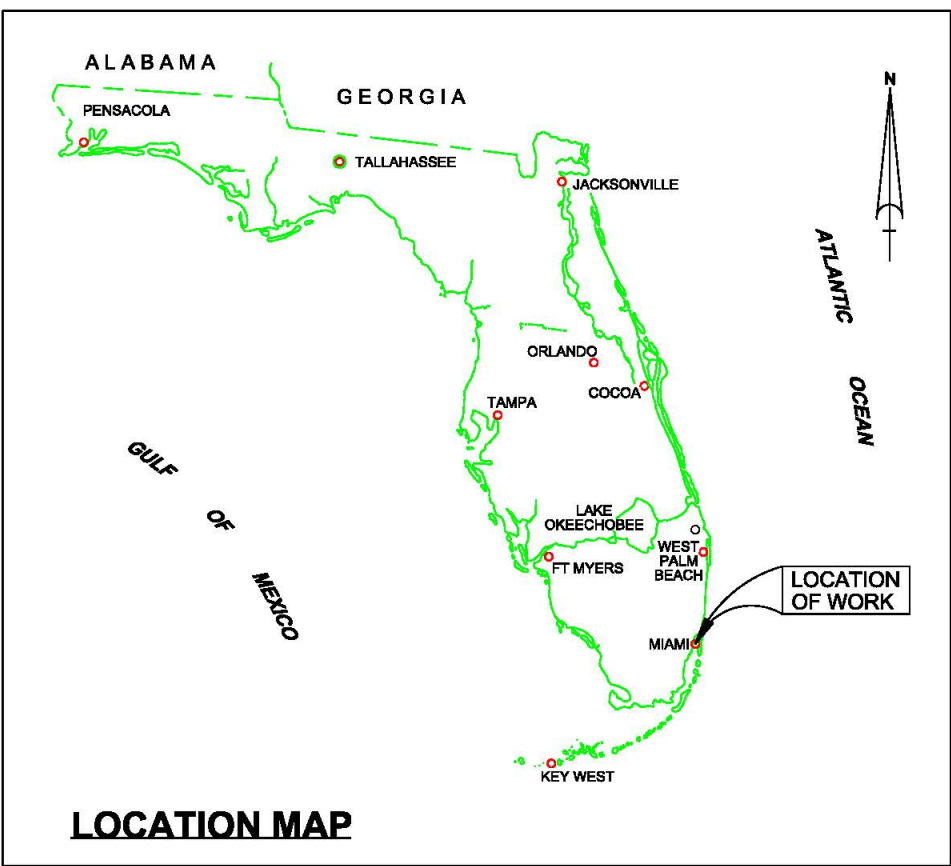 ALABAMA
N
GEORGIA
PENSACOLA
TALLAHASSEE
JACKSONVILLE
ATLANTIC
OCEAN
ORLANDO
COCOA
TAMPA
GULF
OF
MEXICO
LAKE
OKEECHOBEE
WEST
PALM
BEACH
FT MYERS
LOCATION
OF WORK
MIAMI
KEY WEST
LOCATION MAP